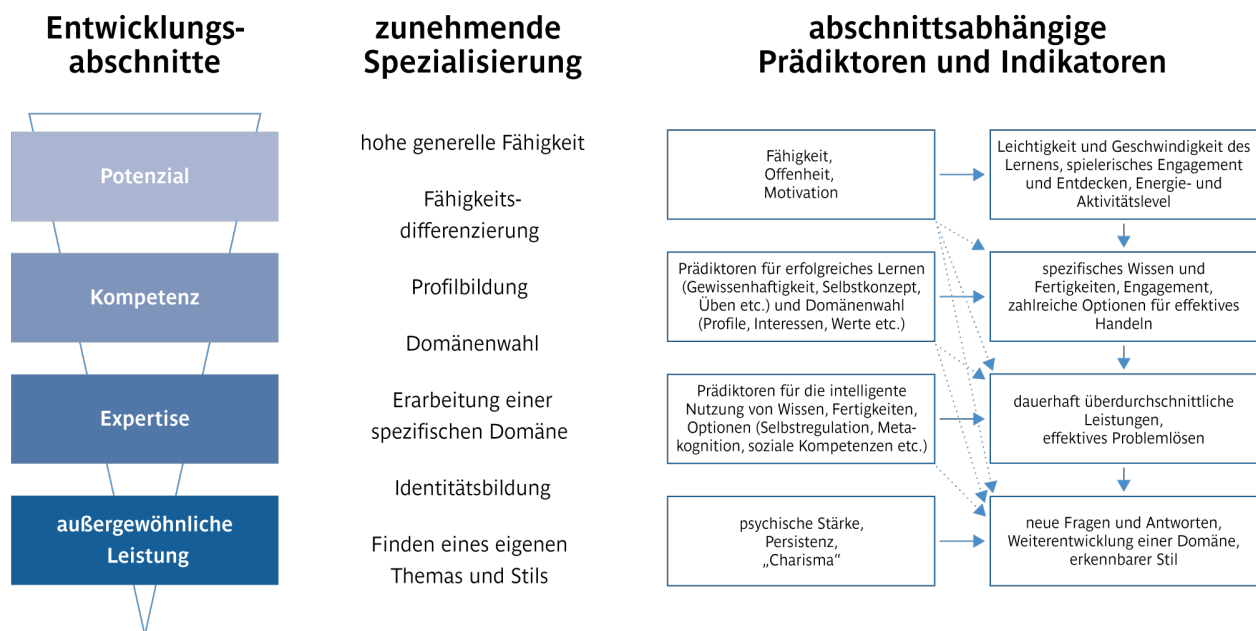 Entwicklungs-
abschnitte
zunehmende
Spezialisierung
abschnittsabhängige
Prädiktoren und Indikatoren
Potenzial
Kompetenz
Expertise
außergewöhnliche
Leistung
hohe generelle Fähigkeit
Fähigkeits-
differenzierung
Profilbildung
Domänenwahl
Erarbeitung einer
spezifischen Domäne
Identitätsbildung
Finden eines eigenen
Themas und Stils
Fähigkeit,
Offenheit,
Motivation
Leichtigkeit und Geschwindigkeit des
Lernens, spielerisches Engagement
und Entdecken, Energie- und
Aktivitätslevel
Prädiktoren für erfolgreiches Lernen
(Gewissenhaftigkeit, Selbstkonzept,
Üben etc.) und Domänenwahl
(Profile, Interessen, Werte etc.)
spezifisches Wissen und
Fertigkeiten, Engagement,
zahlreiche Optionen für effektives
Handeln
Prädiktoren für die intelligente
Nutzung von Wissen, Fertigkeiten,
Optionen (Selbstregulation, Meta-
kognition, soziale Kompetenzen etc.)
dauerhaft überdurchschnittliche
Leistungen,
effektives Problemlösen
psychische Stärke,
Persistenz,
„Charisma“
neue Fragen und Antworten,
Weiterentwicklung einer Domäne,
erkennbarer Stil